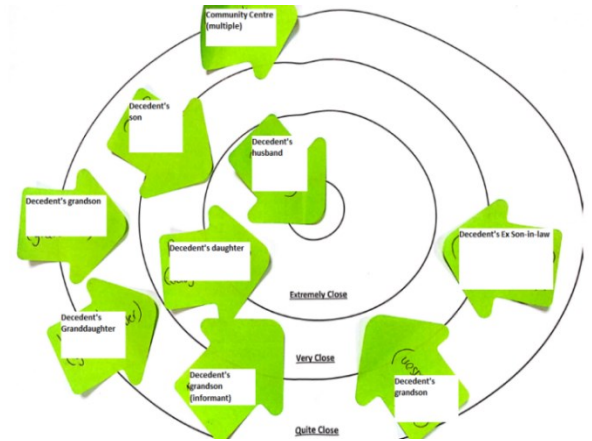 Community Centre
(multiple)
Decedent's
son
Decedent's
husband
Decedent's grandson
Decedent's daughter
Decedent's Ex Son-in-law
Extremely Close
Decedent's
Granddaughter
Very Close
Decedent's
grandson
(informant)
Decedent's
grandson
Quite Close